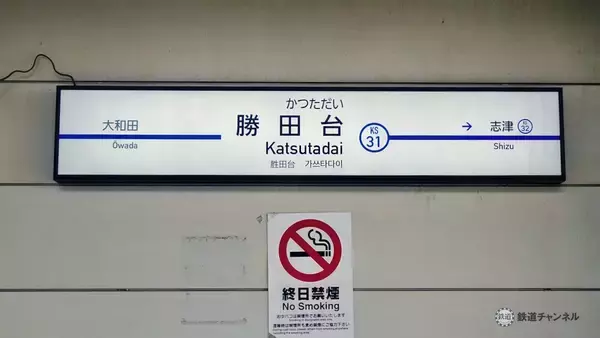 かつただい
大和田
Ōwada
勝田台
Katsutadai
胜田台 가쓰타다이
KS
31
→ 志津
Shizu
KS
32
終日禁煙
No Smoking
鉄道
鉄道チャンネル